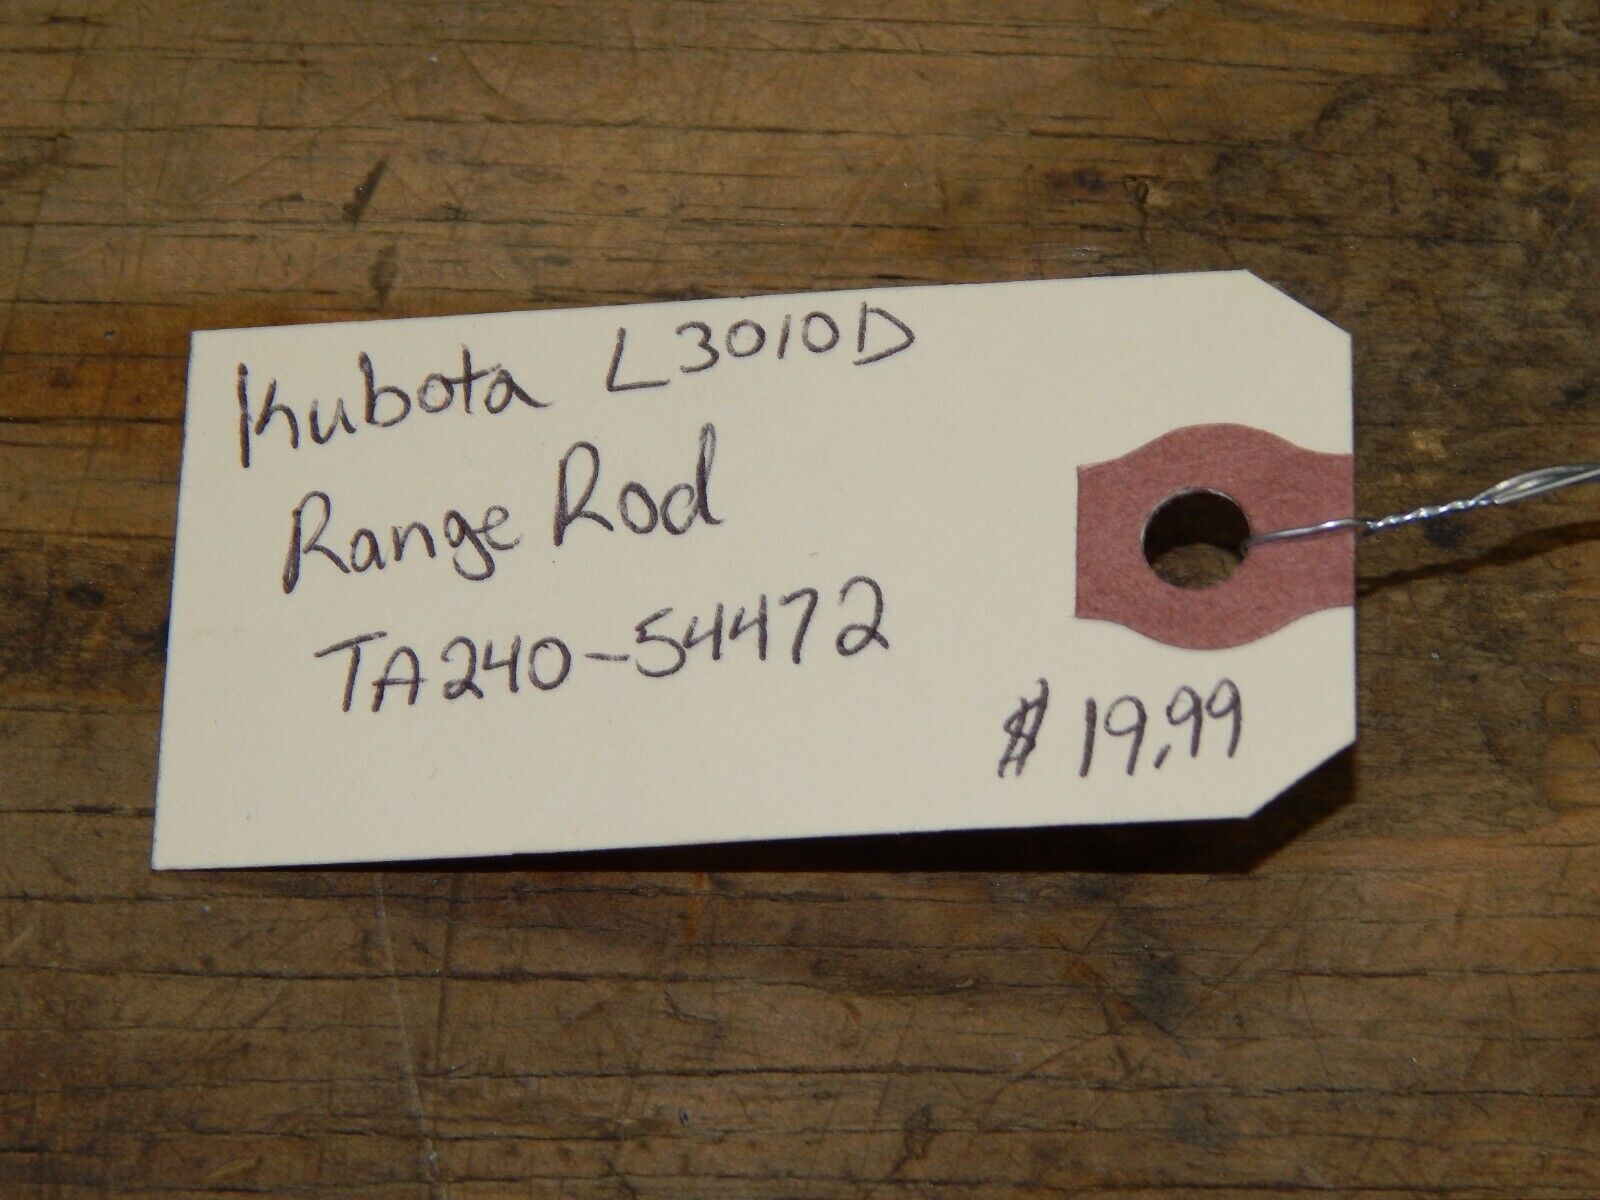 Kubota L3010D
Range Rod
TA240-54472
$19.99